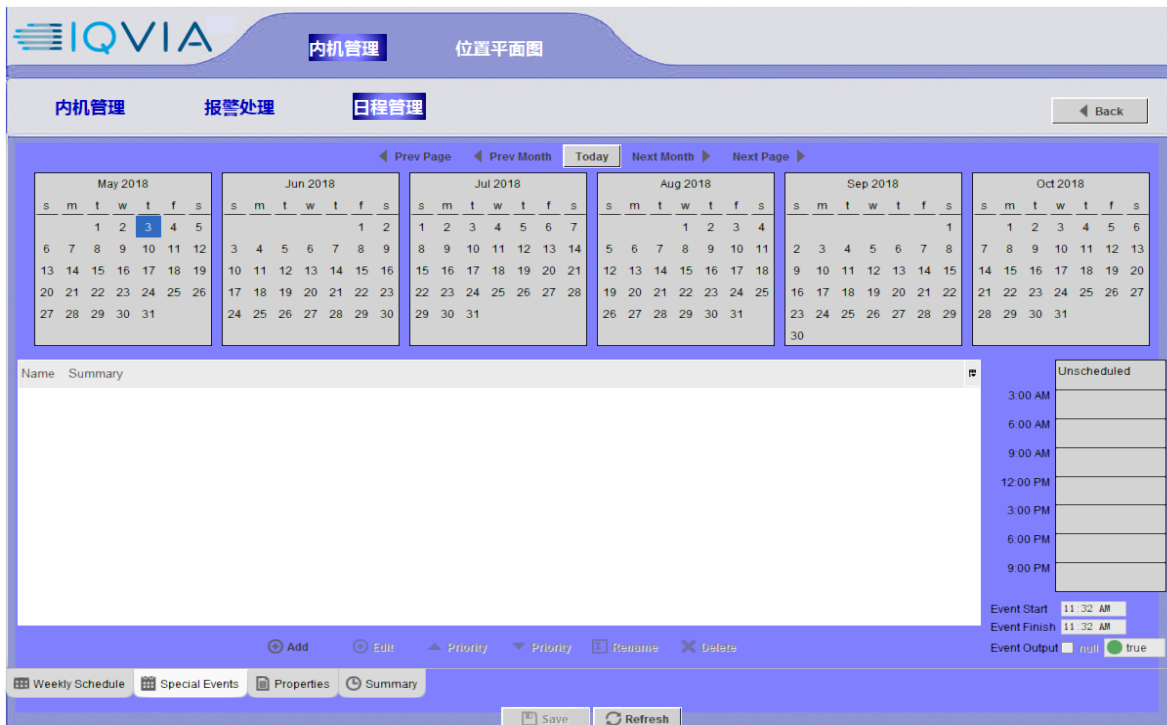 IQVIA
内机管理 位置平面图
内机管理 报警处理 日程管理 Back
Prev Page Prev Month Today Next Month Next Page
May 2018 Jun 2018 Jul 2018 Aug 2018 Sep 2018 Oct 2018
s m t w t f s s m t w t f s s m t w t f s s m t w t f s s m t w t f s s m t w t f s
1 2 3 4 5 1 2 1 2 3 4 5 6 7 1 2 3 4 1 1 2 3 4 5 6
6 7 8 9 10 11 12 3 4 5 6 7 8 9 8 9 10 11 12 13 14 5 6 7 8 9 10 11 2 3 4 5 6 7 8 7 8 9 10 11 12 13
13 14 15 16 17 18 19 10 11 12 13 14 15 16 15 16 17 18 19 20 21 12 13 14 15 16 17 18 9 10 11 12 13 14 15 14 15 16 17 18 19 20
20 21 22 23 24 25 26 17 18 19 20 21 22 23 22 23 24 25 26 27 28 19 20 21 22 23 24 25 16 17 18 19 20 21 22 21 22 23 24 25 26 27
27 28 29 30 31 24 25 26 27 28 29 30 29 30 31 26 27 28 29 30 31 23 24 25 26 27 28 29 28 29 30 31
30
Name Summary
Unscheduled
3:00 AM
6:00 AM
9:00 AM
12:00 PM
3:00 PM
6:00 PM
9:00 PM
Event Start 11:32 AM
Event Finish 11:32 AM
Add Edit Priority Priority Rename Delete Event Output null true
Weekly Schedule Special Events Properties Summary
Save Refresh